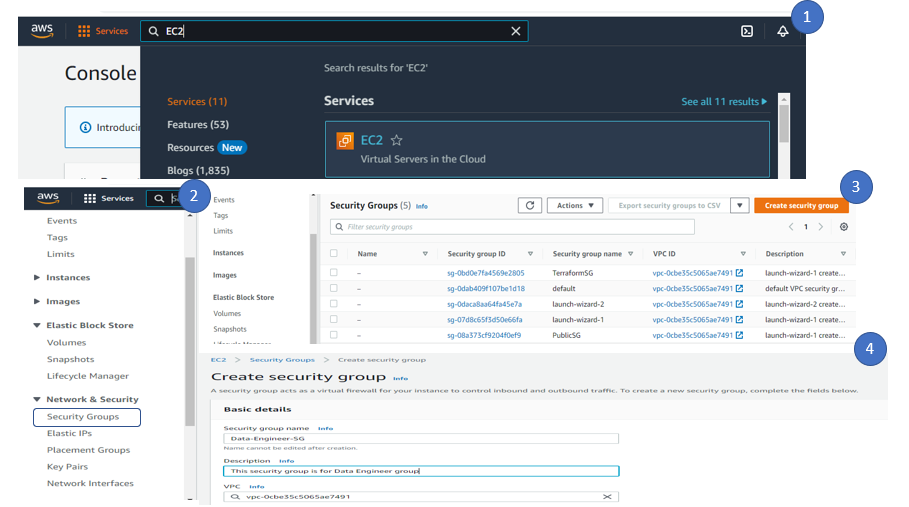 1
aws
Services
EC2
Console
Search results for 'EC2'
Services (11)
Services
See all 11 results
Features (53)
Introducin
EC2
Resources New
Virtual Servers in the Cloud
Blogs (1,835)
2
aws
Services
Events
Tags
Limits
Instances
Images
Elastic Block Store
Volumes
Snapshots
Lifecycle Manager
Network & Security
Security Groups
Elastic IPs
Placement Groups
Key Pairs
Network Interfaces
3
Events
Tags
Limits
Instances
Images
Elastic Block Store
Volumes
Snapshots
Lifecycle Manager
Security Groups (5) Info
Actions
Export security groups to CSV
Create security group
Filter security groups
1
Name Security group ID Security group name VPC ID Description
– sg-0bd0e7fa4569e2805 TerraformSG vpc-0cbe35c5065ae7491 launch-wizard-1 create...
– sg-0dab409f107be1d18 default vpc-0cbe35c5065ae7491 default VPC security gr...
– sg-0daca8aa64fa45e7a launch-wizard-2 vpc-0cbe35c5065ae7491 launch-wizard-2 create...
– sg-07d8c65f3d50e66fa launch-wizard-1 vpc-0cbe35c5065ae7491 launch-wizard-1 create...
– sg-08a373cf9204f0ef9 PublicSG vpc-0cbe35c5065ae7491 launch-wizard-1 create...
4
EC2 > Security Groups > Create security group
Create security group Info
A security group acts as a virtual firewall for your instance to control inbound and outbound traffic. To create a new security group, complete the fields below.
Basic details
Security group name Info
Data-Engineer-SG
Name cannot be edited after creation.
Description Info
This security group is for Data Engineer group
VPC Info
vpc-0cbe35c5065ae7491